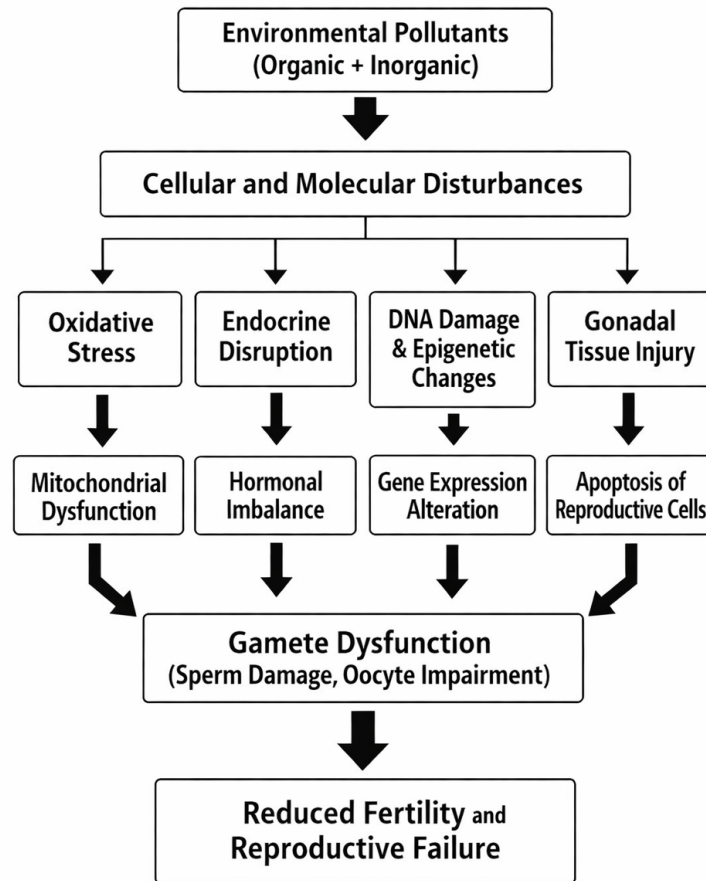 Environmental Pollutants
(Organic + Inorganic)
Cellular and Molecular Disturbances
Oxidative
Stress
Endocrine
Disruption
DNA Damage
& Epigenetic
Changes
Gonadal
Tissue Injury
Mitochondrial
Dysfunction
Hormonal
Imbalance
Gene Expression
Alteration
Apoptosis of
Reproductive Cells
Gamete Dysfunction
(Sperm Damage, Oocyte Impairment)
Reduced Fertility and
Reproductive Failure